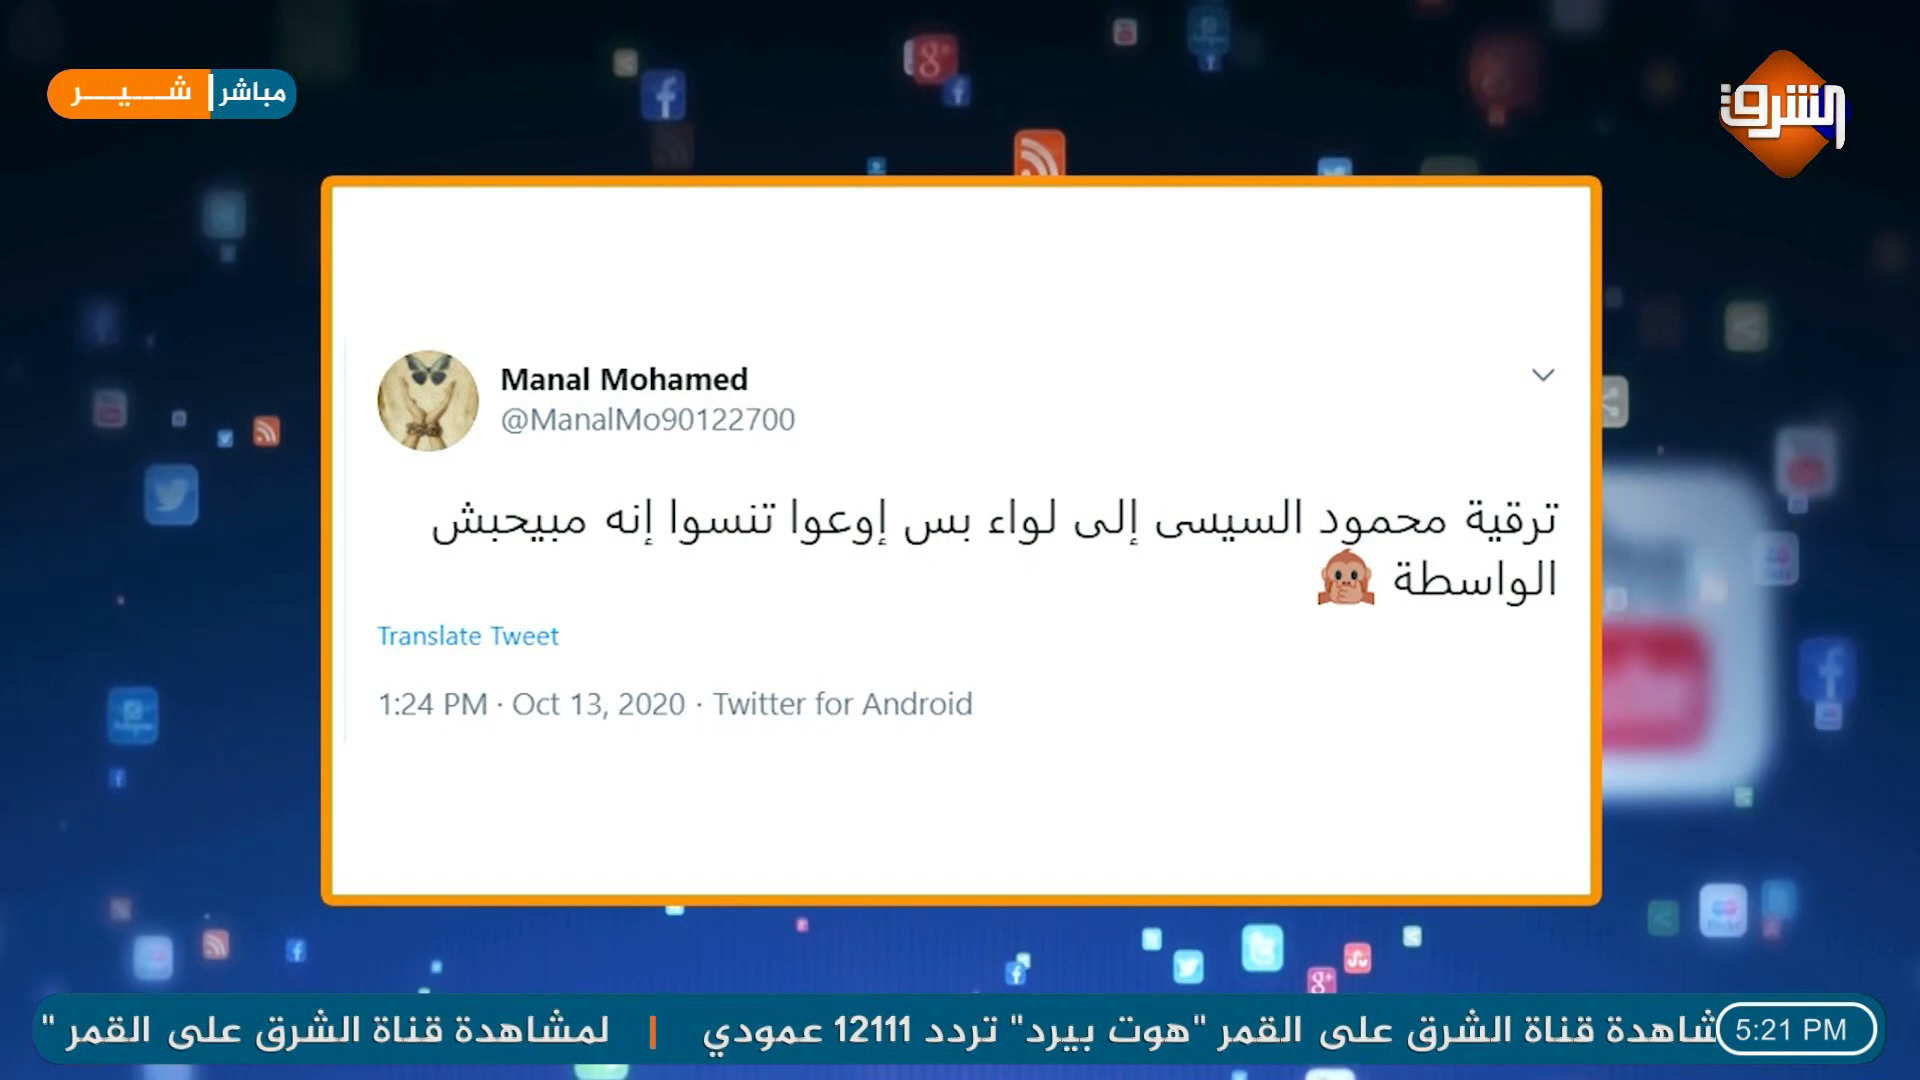 مباشر شـــيـــر
الشرق
Manal Mohamed
@ManalMo90122700
ترقية محمود السيسى إلى لواء بس إوعوا تنسوا إنه مبيحبش
الواسطة 🙊
Translate Tweet
1:24 PM · Oct 13, 2020 · Twitter for Android
شاهدة قناة الشرق على القمر "هوت بيرد" تردد 12111 عمودي | لمشاهدة قناة الشرق على القمر "
5:21 PM